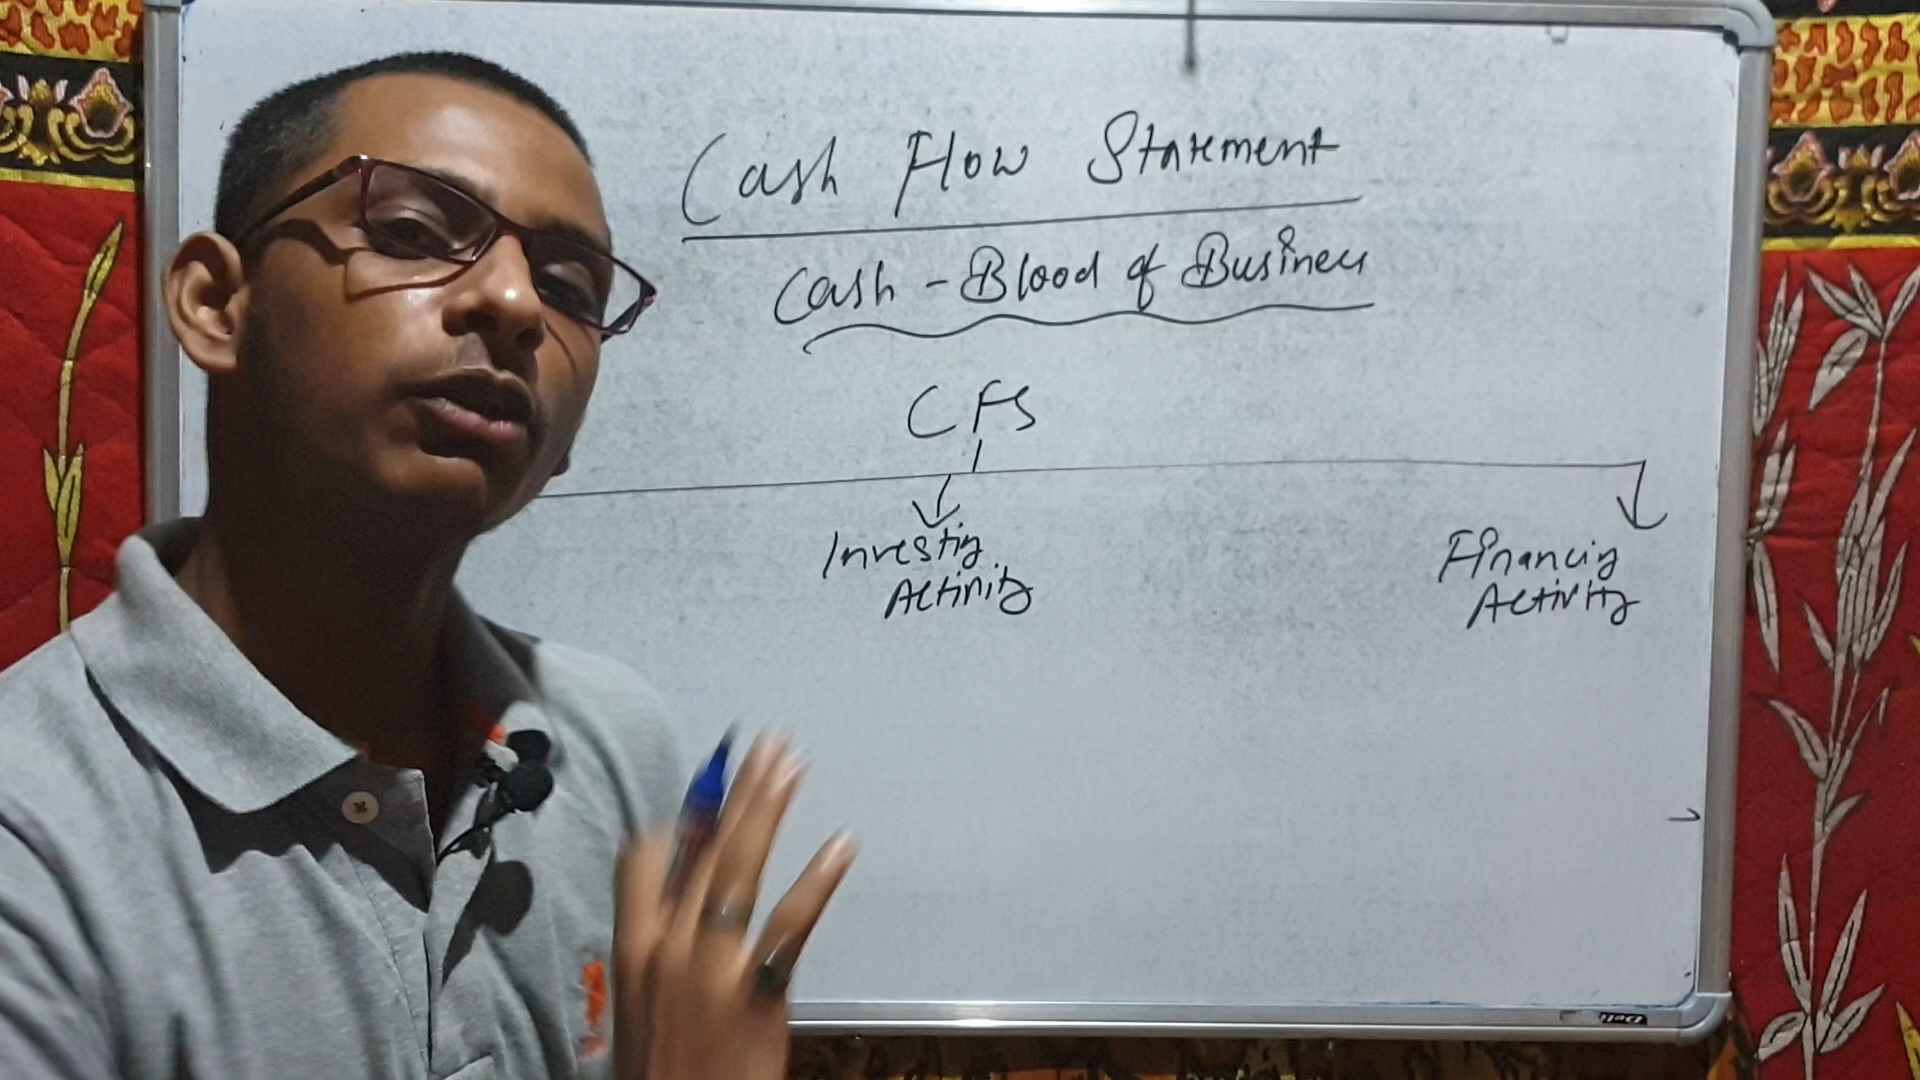 Cash Flow Statement
Cash - Blood of Business
CFS
Investing
Activity
Financing
Activity